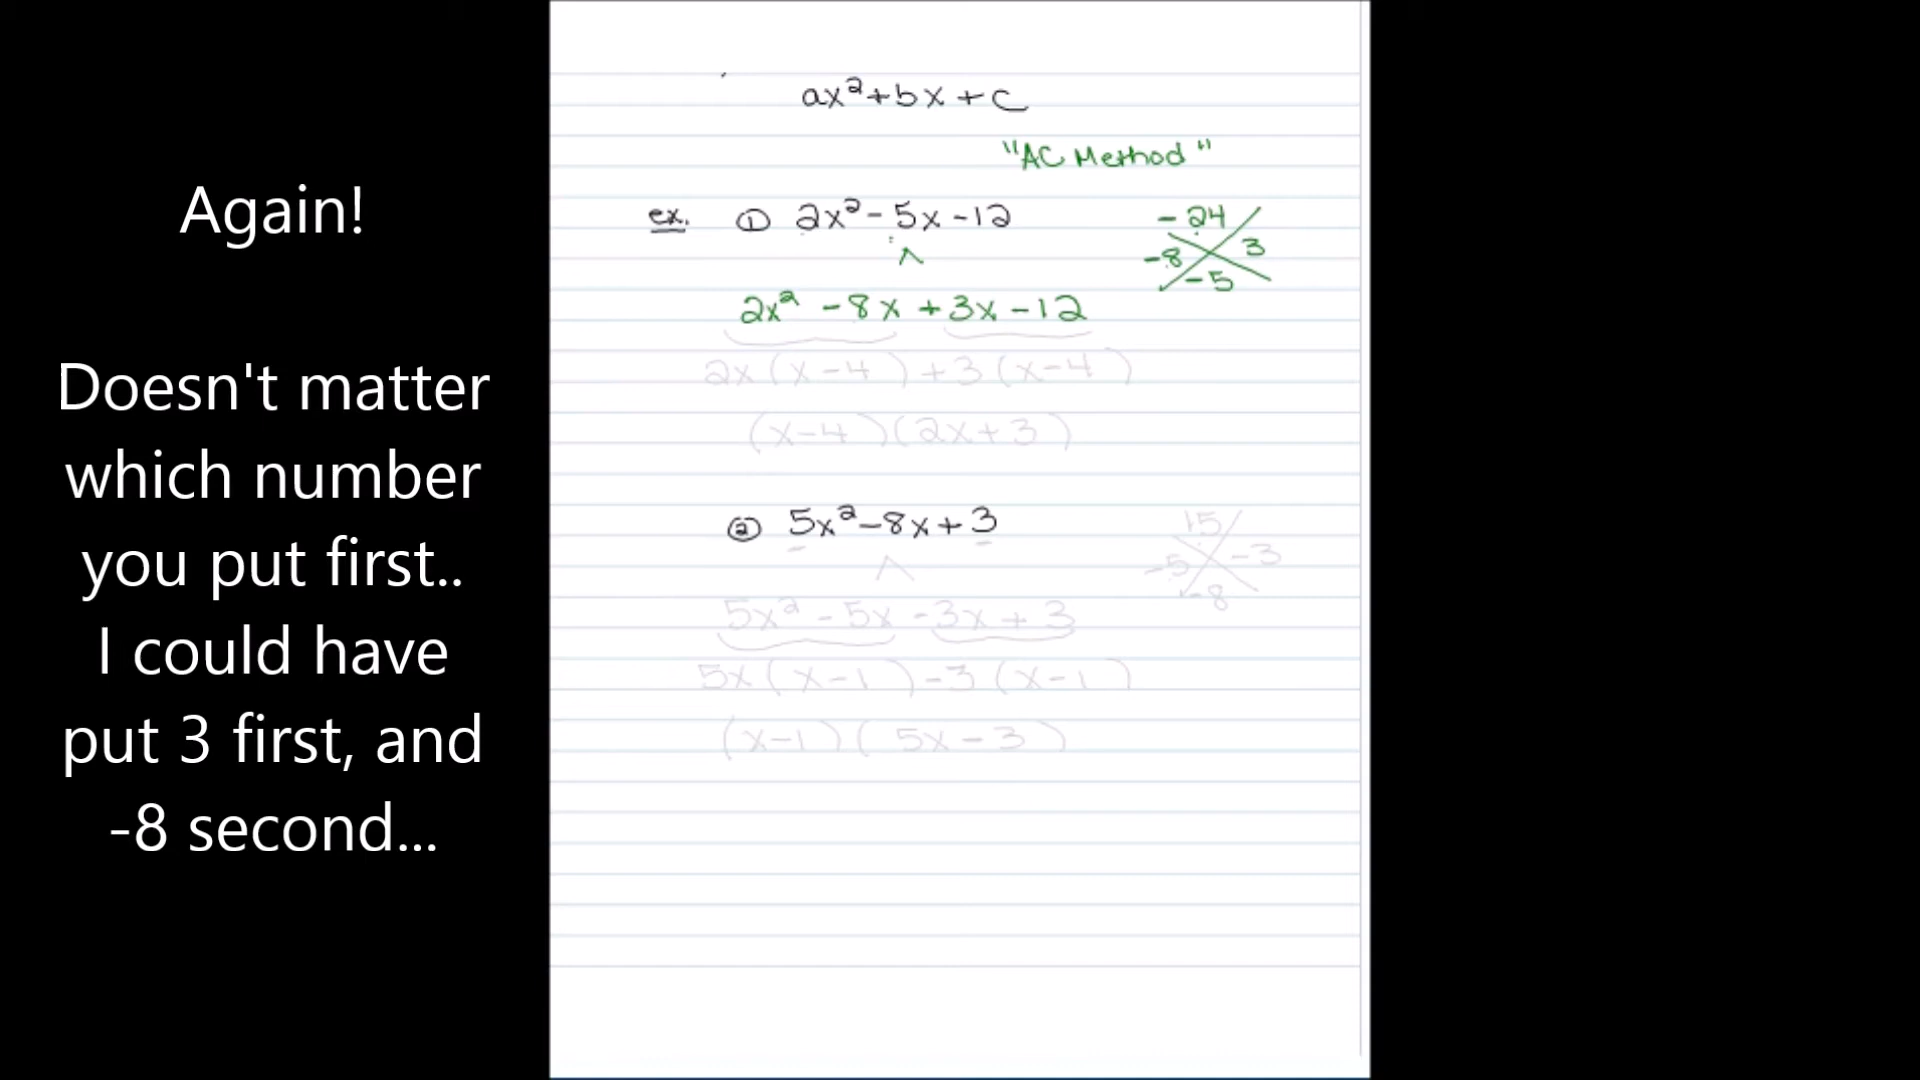 Again!
Doesn't matter
which number
you put first..
I could have
put 3 first, and
-8 second...
ax²+bx+c
"AC Method"
ex. ① 2x²-5x-12
-24
-8 3
-5
2x² -8x +3x-12
2x(x-4)+3(x-4)
(x-4)(2x+3)
② 5x²-8x+3
15
-5 -3
-8
5x²-5x-3x+3
5x(x-1)-3(x-1)
(x-1)(5x-3)